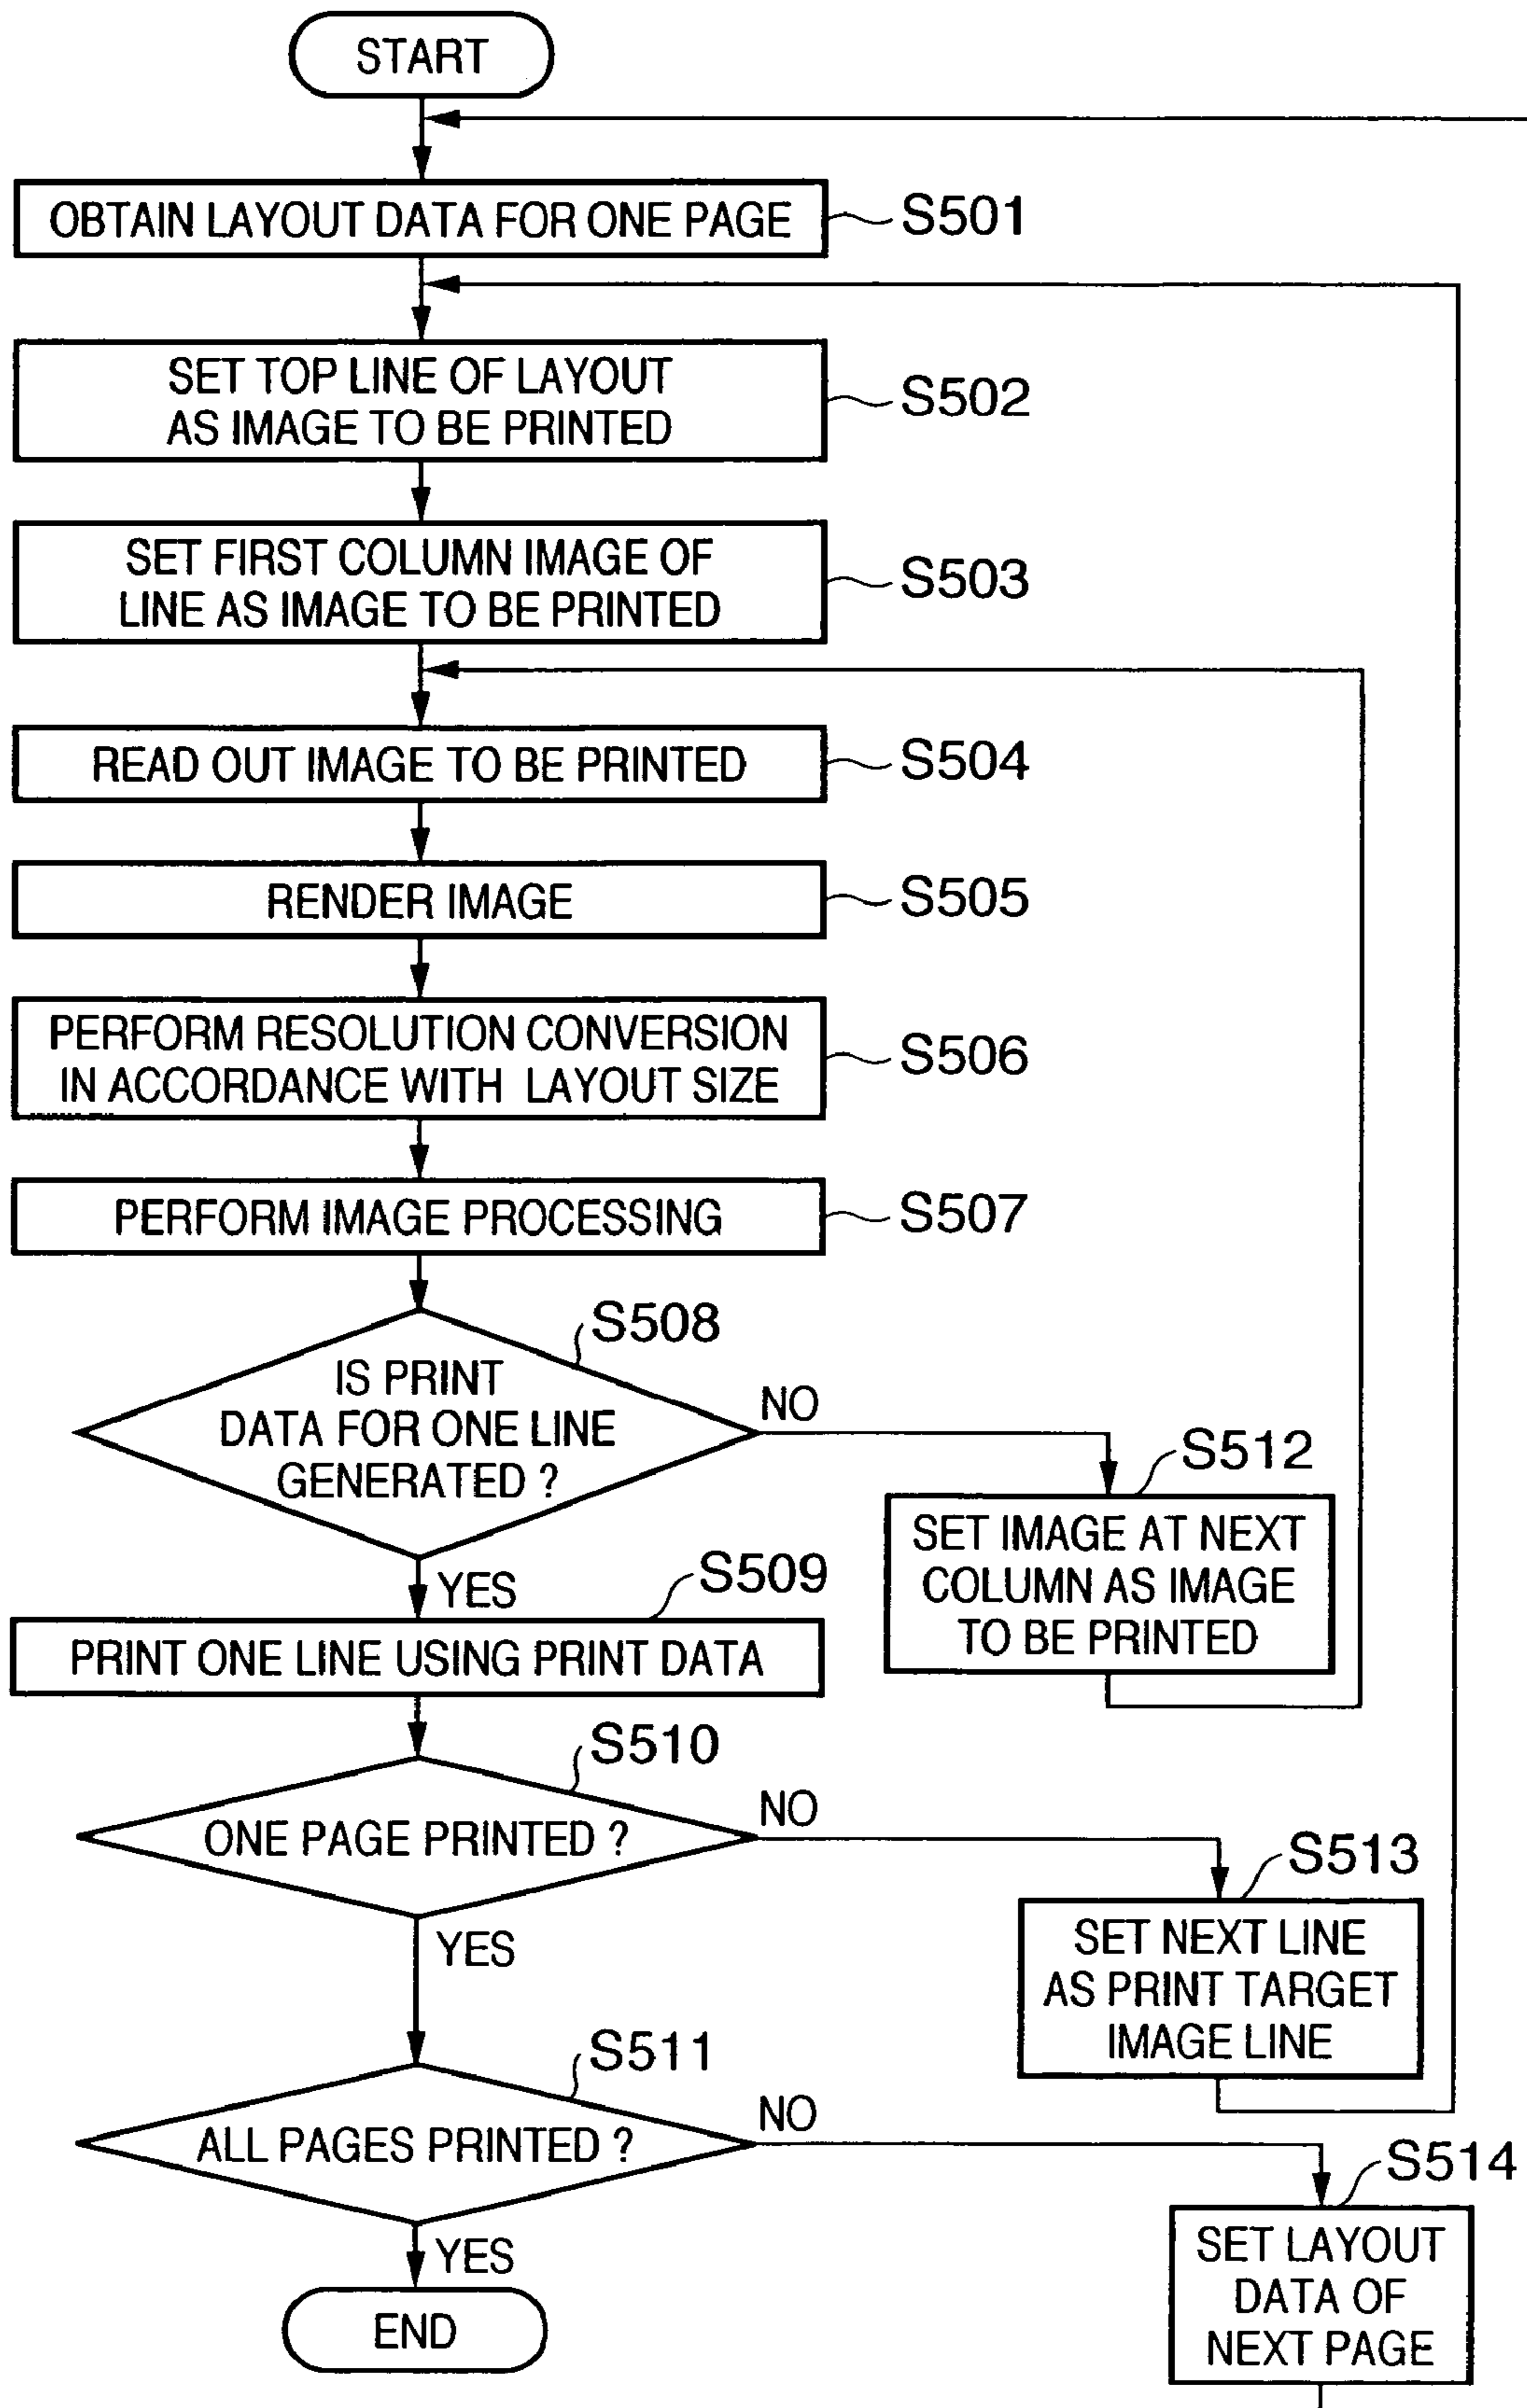 START
OBTAIN LAYOUT DATA FOR ONE PAGE
S501
SET TOP LINE OF LAYOUT
AS IMAGE TO BE PRINTED
S502
SET FIRST COLUMN IMAGE OF
LINE AS IMAGE TO BE PRINTED
S503
READ OUT IMAGE TO BE PRINTED
S504
RENDER IMAGE
S505
PERFORM RESOLUTION CONVERSION
IN ACCORDANCE WITH LAYOUT SIZE
S506
PERFORM IMAGE PROCESSING
S507
S508
IS PRINT
DATA FOR ONE LINE
GENERATED ?
NO
YES
S512
SET IMAGE AT NEXT
COLUMN AS IMAGE
TO BE PRINTED
S509
PRINT ONE LINE USING PRINT DATA
S510
ONE PAGE PRINTED ?
NO
YES
S513
SET NEXT LINE
AS PRINT TARGET
IMAGE LINE
S511
ALL PAGES PRINTED ?
NO
YES
S514
SET LAYOUT
DATA OF
NEXT PAGE
END